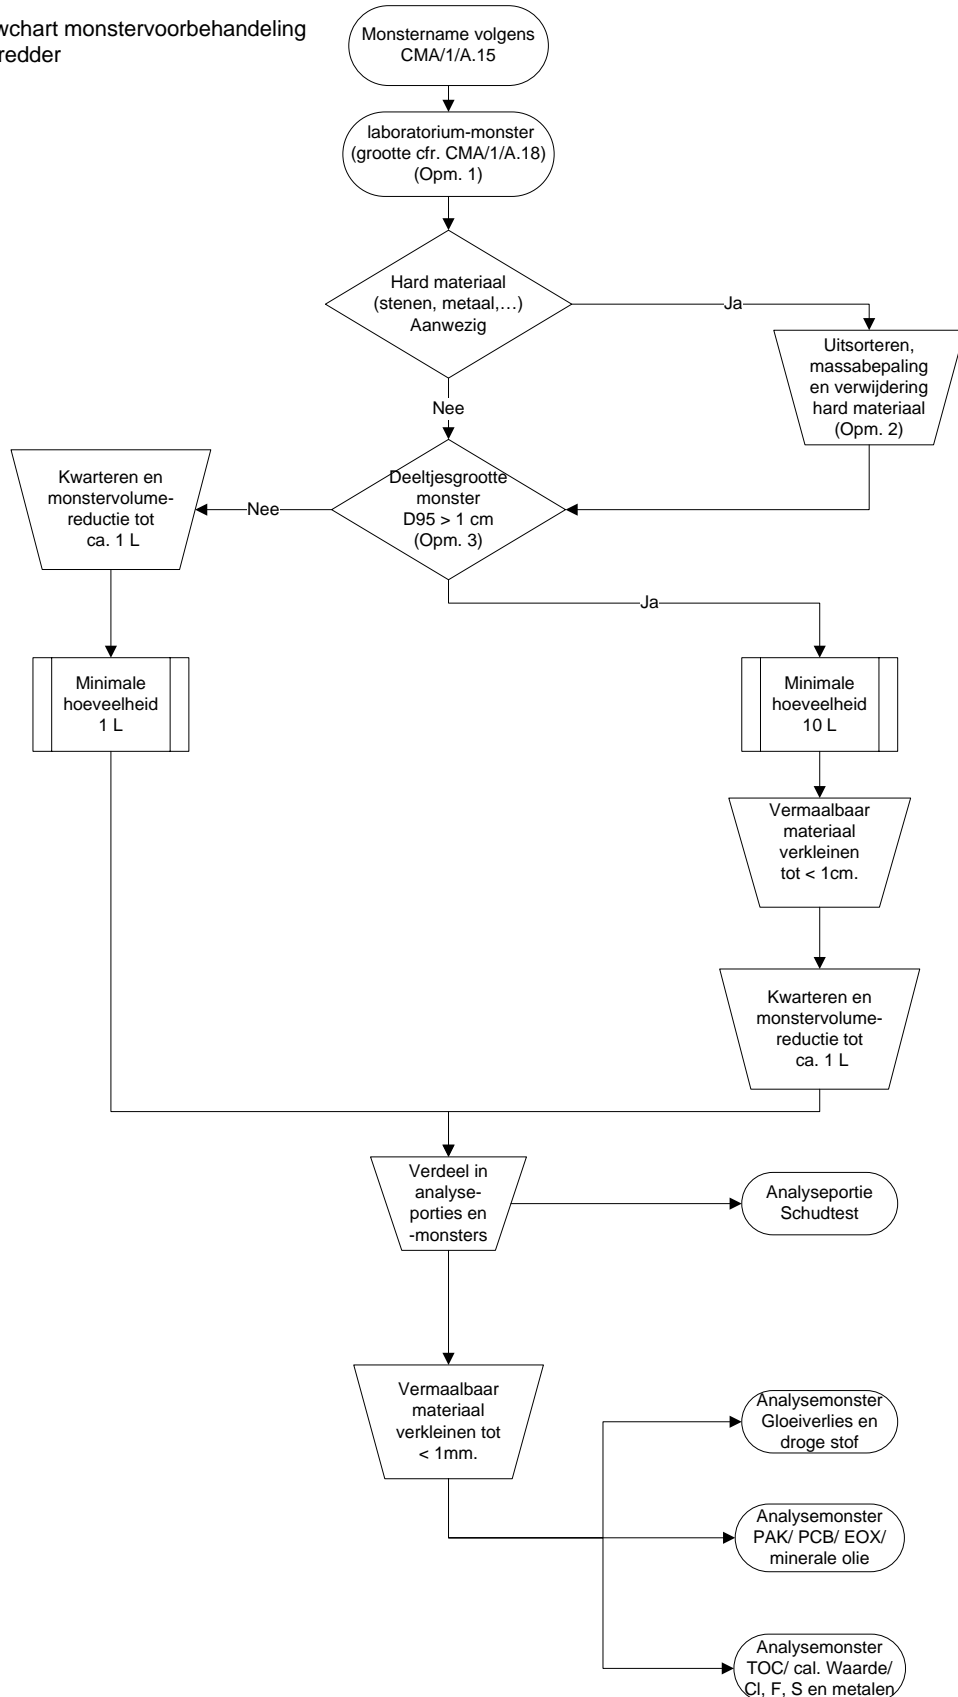 wchart monstervoorbehandeling
redder
Monstername volgens
CMA/1/A.15
laboratorium-monster
(grootte cfr. CMA/1/A.18)
(Opm. 1)
Hard materiaal
(stenen, metaal,…)
Aanwezig
Ja
Uitsorteren,
massabepaling
en verwijdering
hard materiaal
(Opm. 2)
Nee
Deeltjesgrootte
monster
D95 > 1 cm
(Opm. 3)
Nee
Kwarteren en
monstervolume-
reductie tot
ca. 1 L
Ja
Minimale
hoeveelheid
1 L
Minimale
hoeveelheid
10 L
Vermaalbaar
materiaal
verkleinen
tot < 1cm.
Kwarteren en
monstervolume-
reductie tot
ca. 1 L
Verdeel in
analyse-
porties en
-monsters
Analyseportie
Schudtest
Vermaalbaar
materiaal
verkleinen tot
< 1mm.
Analysemonster
Gloeiverlies en
droge stof
Analysemonster
PAK/ PCB/ EOX/
minerale olie
Analysemonster
TOC/ cal. Waarde/
Cl, F, S en metalen